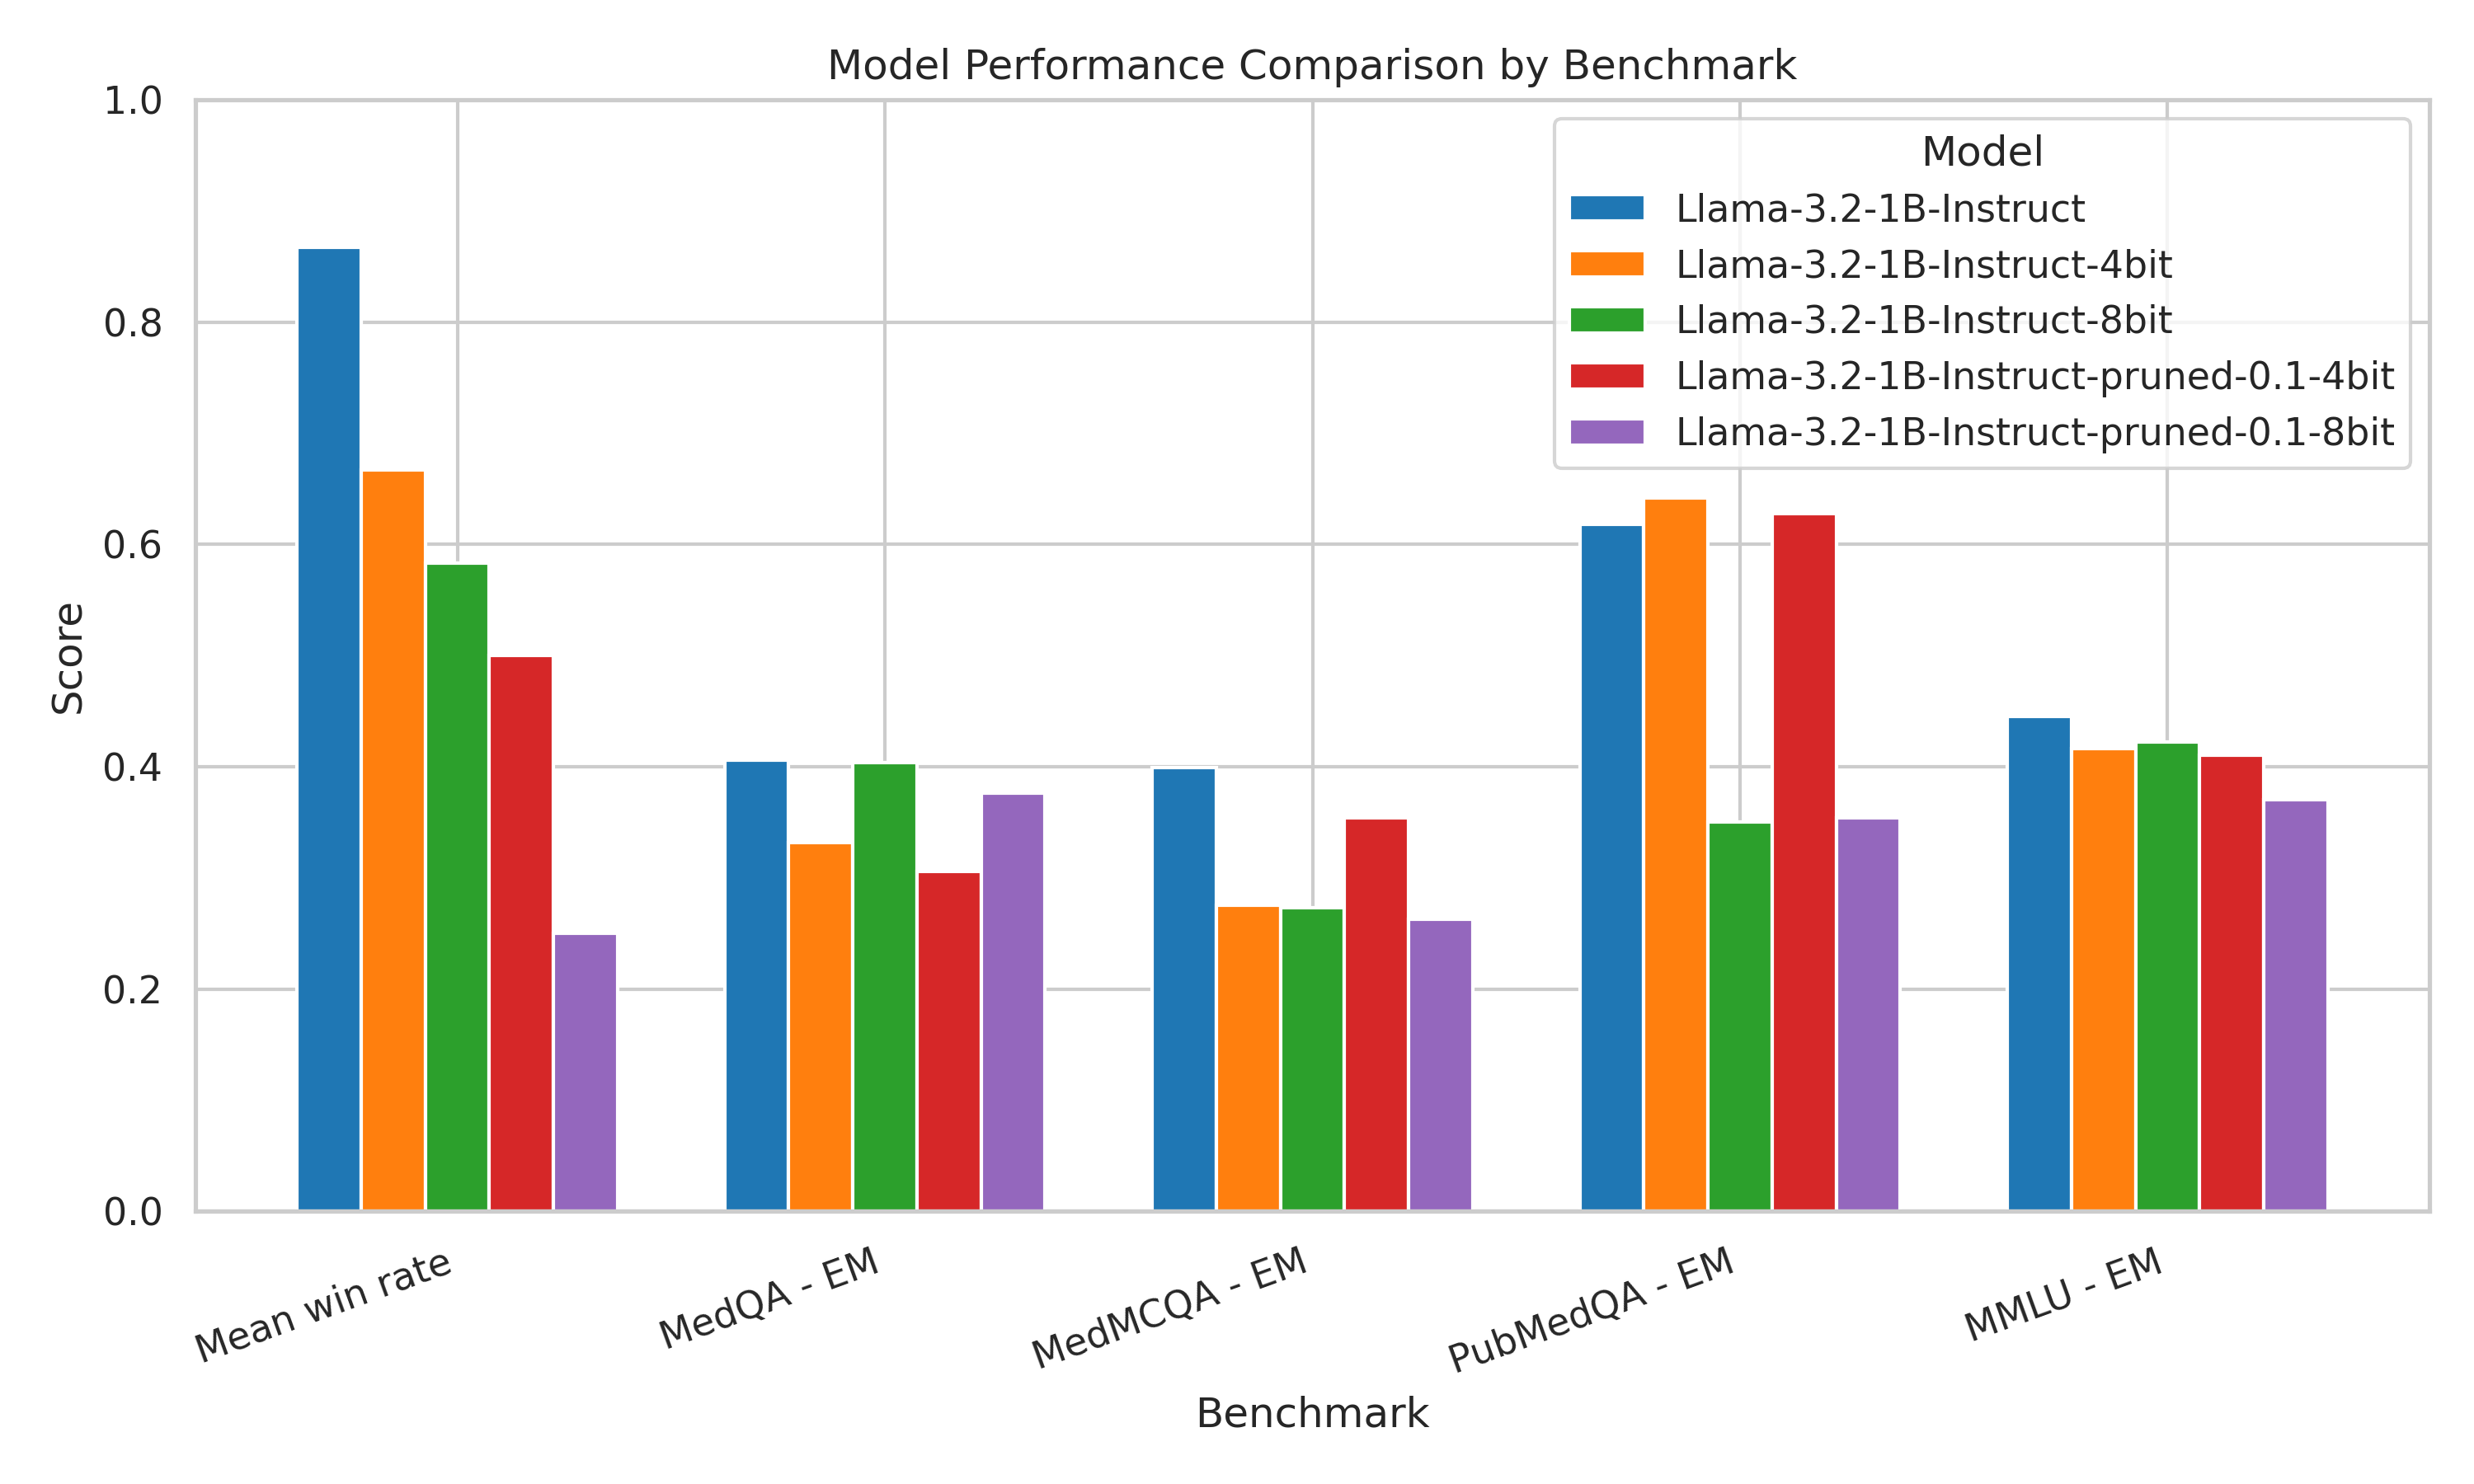 Model Performance Comparison by Benchmark
1.0
0.8
0.6
0.4
0.2
0.0
Score
Model
Llama-3.2-1B-Instruct
Llama-3.2-1B-Instruct-4bit
Llama-3.2-1B-Instruct-8bit
Llama-3.2-1B-Instruct-pruned-0.1-4bit
Llama-3.2-1B-Instruct-pruned-0.1-8bit
Mean win rate
MedQA - EM
MedMCQA - EM
PubMedQA - EM
MMLU - EM
Benchmark